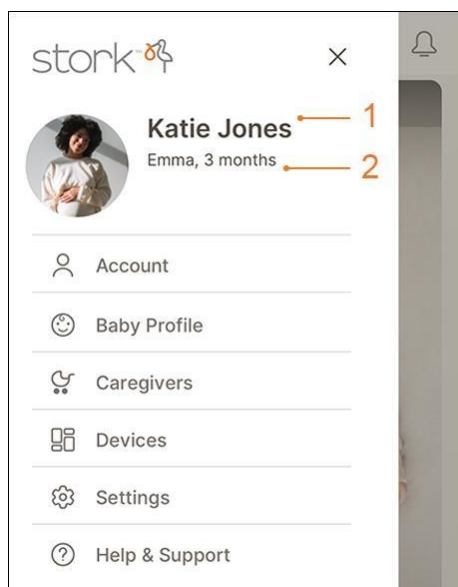 stork
Katie Jones 1
Emma, 3 months 2
Account
Baby Profile
Caregivers
Devices
Settings
Help & Support